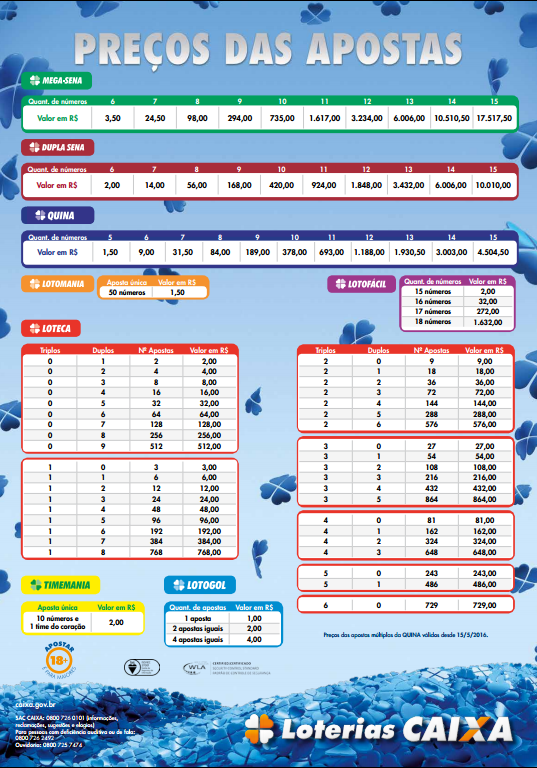 PREÇOS DAS APOSTAS
MEGA-SENA
Quant. de números 6 7 8 9 10 11 12 13 14 15
Valor em R$ 3,50 24,50 98,00 294,00 735,00 1.617,00 3.234,00 6.006,00 10.510,50 17.517,50
DUPLA SENA
Quant. de números 6 7 8 9 10 11 12 13 14 15
Valor em R$ 2,00 14,00 56,00 168,00 420,00 924,00 1.848,00 3.432,00 6.006,00 10.010,00
QUINA
Quant. de números 5 6 7 8 9 10 11 12 13 14 15
Valor em R$ 1,50 9,00 31,50 84,00 189,00 378,00 693,00 1.188,00 1.930,50 3.003,00 4.504,50
LOTOMANIA
Aposta única Valor em R$
50 números 1,50
LOTOFÁCIL
Quant. de números Valor em R$
15 números 2,00
16 números 32,00
17 números 272,00
18 números 1.632,00
LOTECA
Triplos Duplos Nº Apostas Valor em R$
0 1 2 2,00
0 2 4 4,00
0 3 8 8,00
0 4 16 16,00
0 5 32 32,00
0 6 64 64,00
0 7 128 128,00
0 8 256 256,00
0 9 512 512,00
1 0 3 3,00
1 1 6 6,00
1 2 12 12,00
1 3 24 24,00
1 4 48 48,00
1 5 96 96,00
1 6 192 192,00
1 7 384 384,00
1 8 768 768,00
Triplos Duplos Nº Apostas Valor em R$
2 0 9 9,00
2 1 18 18,00
2 2 36 36,00
2 3 72 72,00
2 4 144 144,00
2 5 288 288,00
2 6 576 576,00
3 0 27 27,00
3 1 54 54,00
3 2 108 108,00
3 3 216 216,00
3 4 432 432,00
3 5 864 864,00
4 0 81 81,00
4 1 162 162,00
4 2 324 324,00
4 3 648 648,00
5 0 243 243,00
5 1 486 486,00
6 0 729 729,00
TIMEMANIA
Aposta única Valor em R$
10 números e
1 time do coração 2,00
LOTOGOL
Quant. de apostas Valor em R$
1 aposta 1,00
2 apostas iguais 2,00
4 apostas iguais 4,00
Preços das apostas múltiplas da QUINA válidos desde 15/5/2016.
APOSTAR
18+
É PARA MAIORES
WLA
caixa.gov.br
SAC CAIXA: 0800 726 0101 (informações,
reclamações, sugestões e elogios)
Para pessoas com deficiência auditiva ou de fala:
0800 726 2492
Ouvidoria: 0800 725 7474
Loterias CAIXA